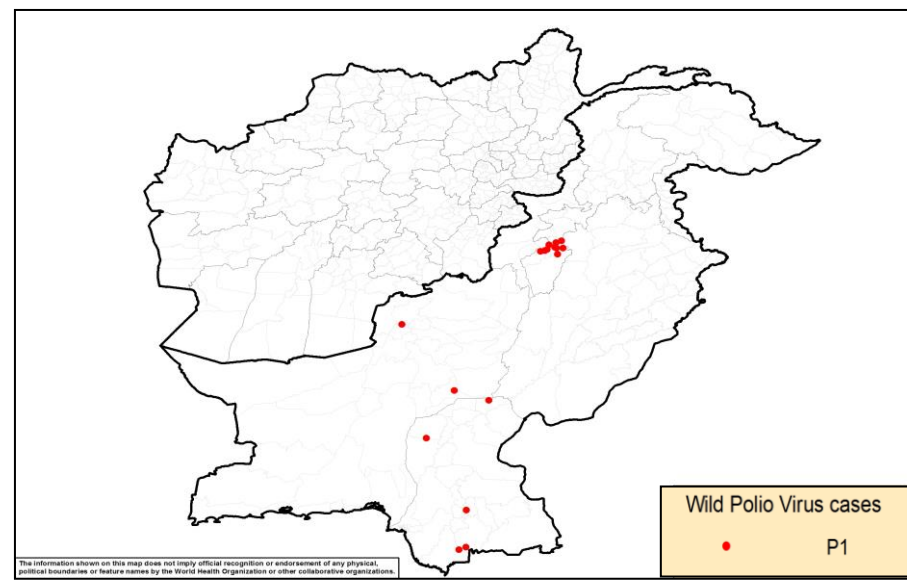 Wild Polio Virus cases
P1
The information shown on this map does not imply official recognition or endorsement of any physical,
political boundaries or feature names by the World Health Organization or other collaborative organizations.